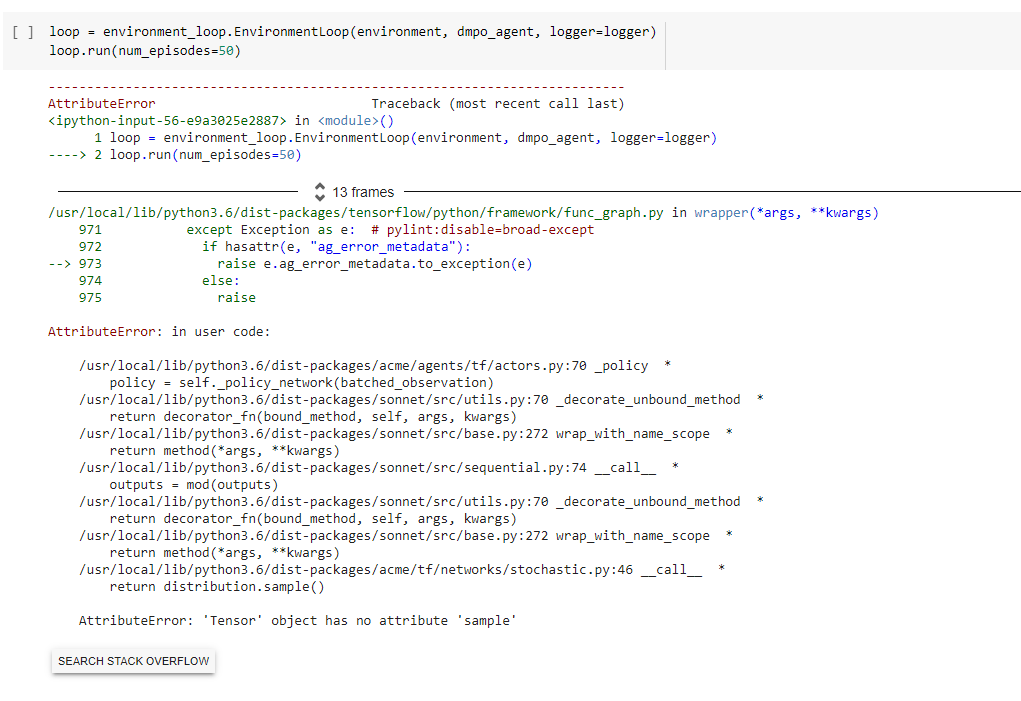 [ ] loop = environment_loop.EnvironmentLoop(environment, dmpo_agent, logger=logger)
loop.run(num_episodes=50)
---------------------------------------------------------------------------
AttributeError                            Traceback (most recent call last)
<ipython-input-56-e9a3025e2887> in <module>()
      1 loop = environment_loop.EnvironmentLoop(environment, dmpo_agent, logger=logger)
----> 2 loop.run(num_episodes=50)
13 frames
/usr/local/lib/python3.6/dist-packages/tensorflow/python/framework/func_graph.py in wrapper(*args, **kwargs)
    971           except Exception as e:  # pylint:disable=broad-except
    972             if hasattr(e, "ag_error_metadata"):
--> 973               raise e.ag_error_metadata.to_exception(e)
    974             else:
    975               raise
AttributeError: in user code:
    /usr/local/lib/python3.6/dist-packages/acme/agents/tf/actors.py:70 _policy  *
        policy = self._policy_network(batched_observation)
    /usr/local/lib/python3.6/dist-packages/sonnet/src/utils.py:70 _decorate_unbound_method  *
        return decorator_fn(bound_method, self, args, kwargs)
    /usr/local/lib/python3.6/dist-packages/sonnet/src/base.py:272 wrap_with_name_scope  *
        return method(*args, **kwargs)
    /usr/local/lib/python3.6/dist-packages/sonnet/src/sequential.py:74 __call__  *
        outputs = mod(outputs)
    /usr/local/lib/python3.6/dist-packages/sonnet/src/utils.py:70 _decorate_unbound_method  *
        return decorator_fn(bound_method, self, args, kwargs)
    /usr/local/lib/python3.6/dist-packages/sonnet/src/base.py:272 wrap_with_name_scope  *
        return method(*args, **kwargs)
    /usr/local/lib/python3.6/dist-packages/acme/tf/networks/stochastic.py:46 __call__  *
        return distribution.sample()
    AttributeError: 'Tensor' object has no attribute 'sample'
SEARCH STACK OVERFLOW